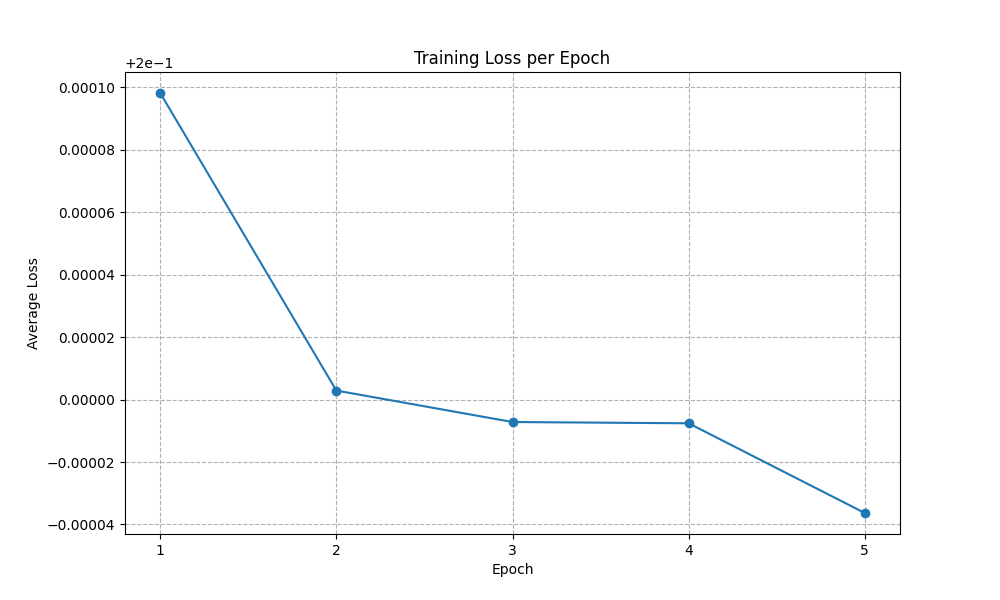 Training Loss per Epoch
+2e−1
0.00010
0.00008
0.00006
0.00004
0.00002
0.00000
−0.00002
−0.00004
Average Loss
1 2 3 4 5
Epoch